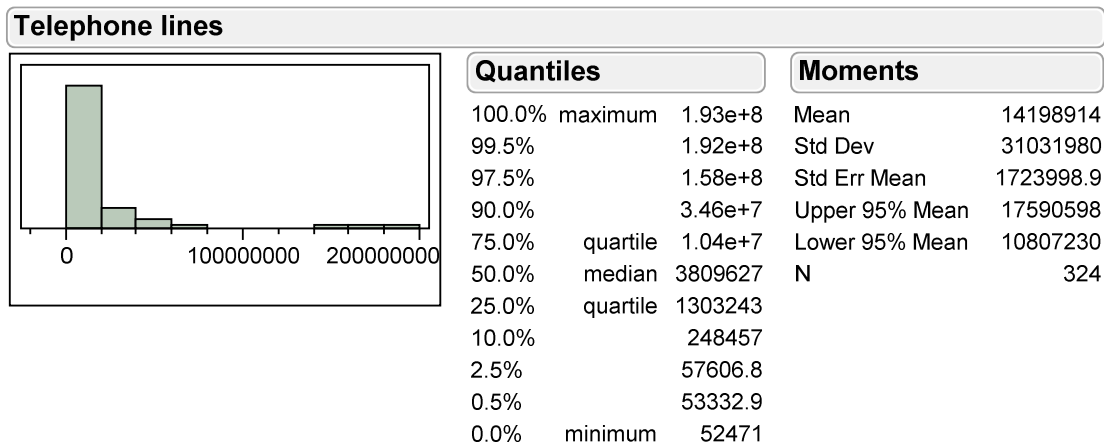 Telephone lines
0 100000000 200000000
Quantiles
100.0% maximum 1.93e+8
99.5% 1.92e+8
97.5% 1.58e+8
90.0% 3.46e+7
75.0% quartile 1.04e+7
50.0% median 3809627
25.0% quartile 1303243
10.0% 248457
2.5% 57606.8
0.5% 53332.9
0.0% minimum 52471
Moments
Mean 14198914
Std Dev 31031980
Std Err Mean 1723998.9
Upper 95% Mean 17590598
Lower 95% Mean 10807230
N 324